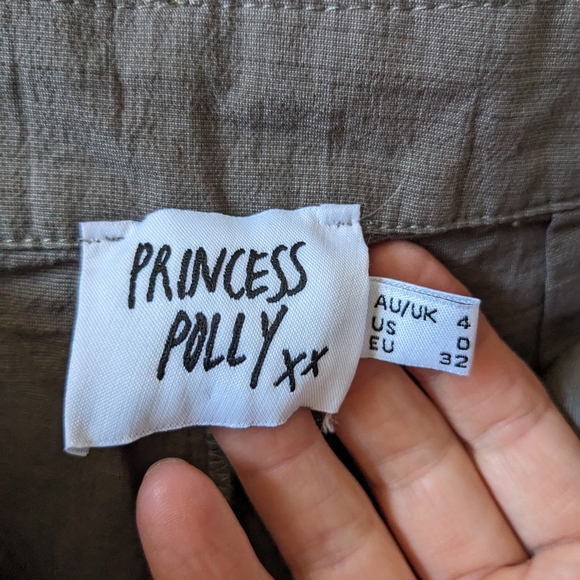 PRINCESS
POLLY xx
AU/UK 4
US 0
EU 32